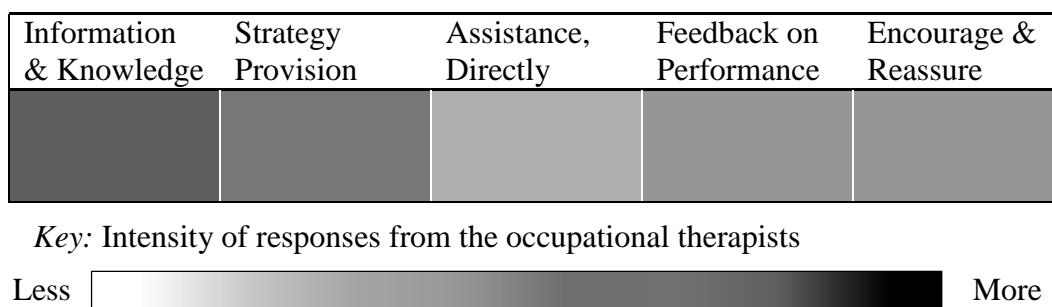 Information Strategy Assistance, Feedback on Encourage &
& Knowledge Provision Directly Performance Reassure
Key: Intensity of responses from the occupational therapists
Less More